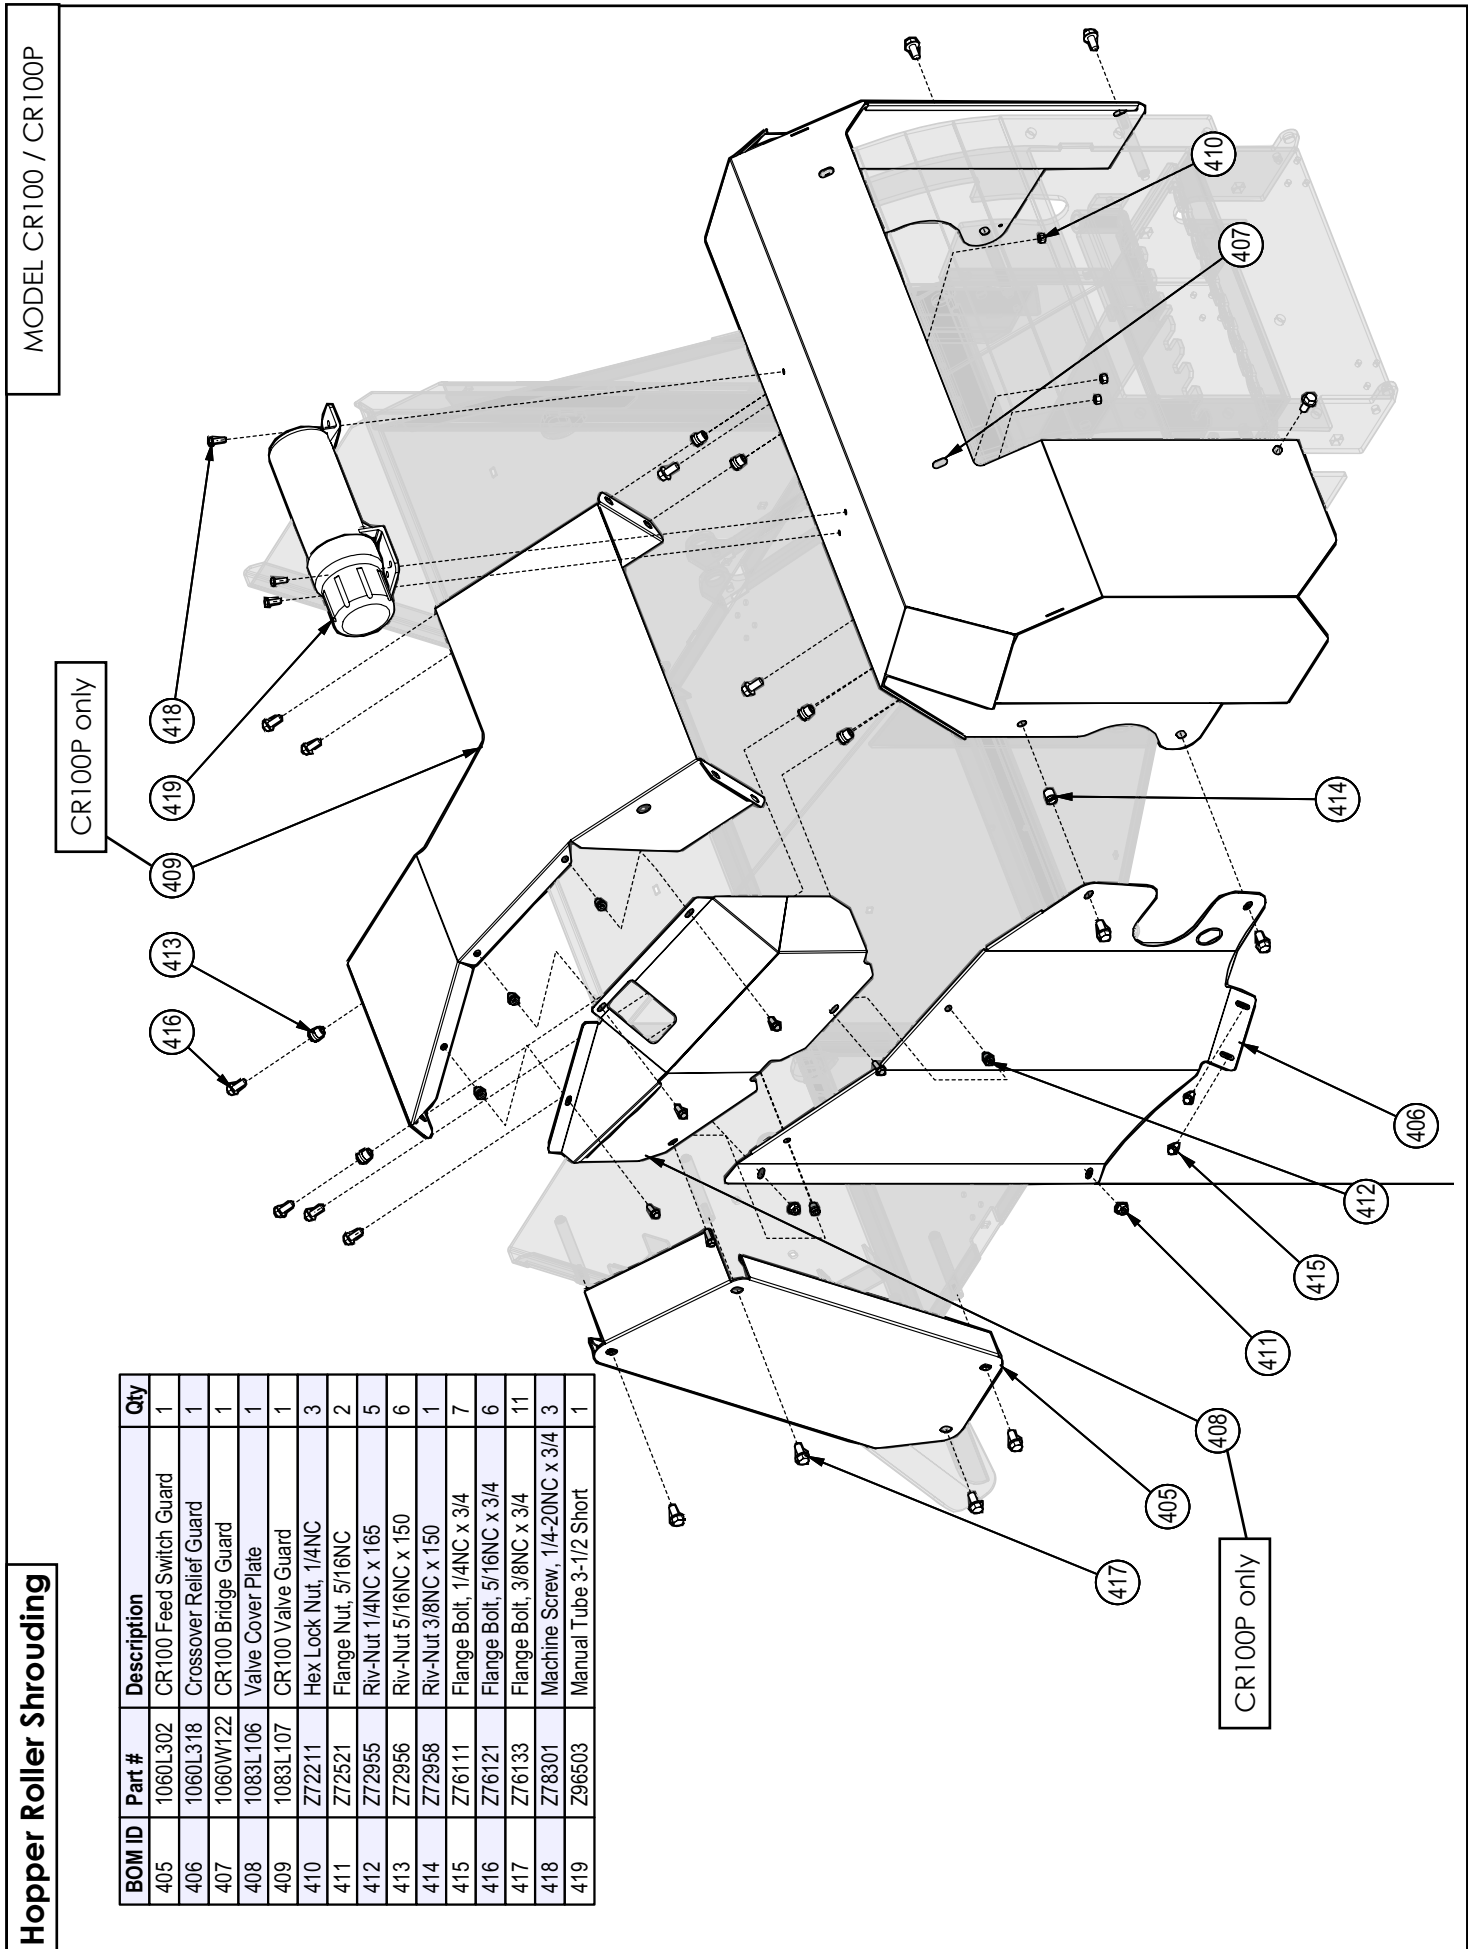 Hopper Roller Shrouding
MODEL CR100 / CR100P
BOM ID Part # Description Qty
405 1060L302 CR100 Feed Switch Guard 1
406 1060L318 Crossover Relief Guard 1
407 1060W122 CR100 Bridge Guard 1
408 1083L106 Valve Cover Plate 1
409 1083L107 CR100 Valve Guard 1
410 Z72211 Hex Lock Nut, 1/4NC 3
411 Z72521 Flange Nut, 5/16NC 2
412 Z72955 Riv-Nut 1/4NC x 165 5
413 Z72956 Riv-Nut 5/16NC x 150 6
414 Z72958 Riv-Nut 3/8NC x 150 1
415 Z76111 Flange Bolt, 1/4NC x 3/4 7
416 Z76121 Flange Bolt, 5/16NC x 3/4 6
417 Z76133 Flange Bolt, 3/8NC x 3/4 11
418 Z78301 Machine Screw, 1/4-20NC x 3/4 3
419 Z96503 Manual Tube 3-1/2 Short 1
CR100P only
416
413
409
419
418
410
407
414
406
412
415
411
408
405
417
CR100P only